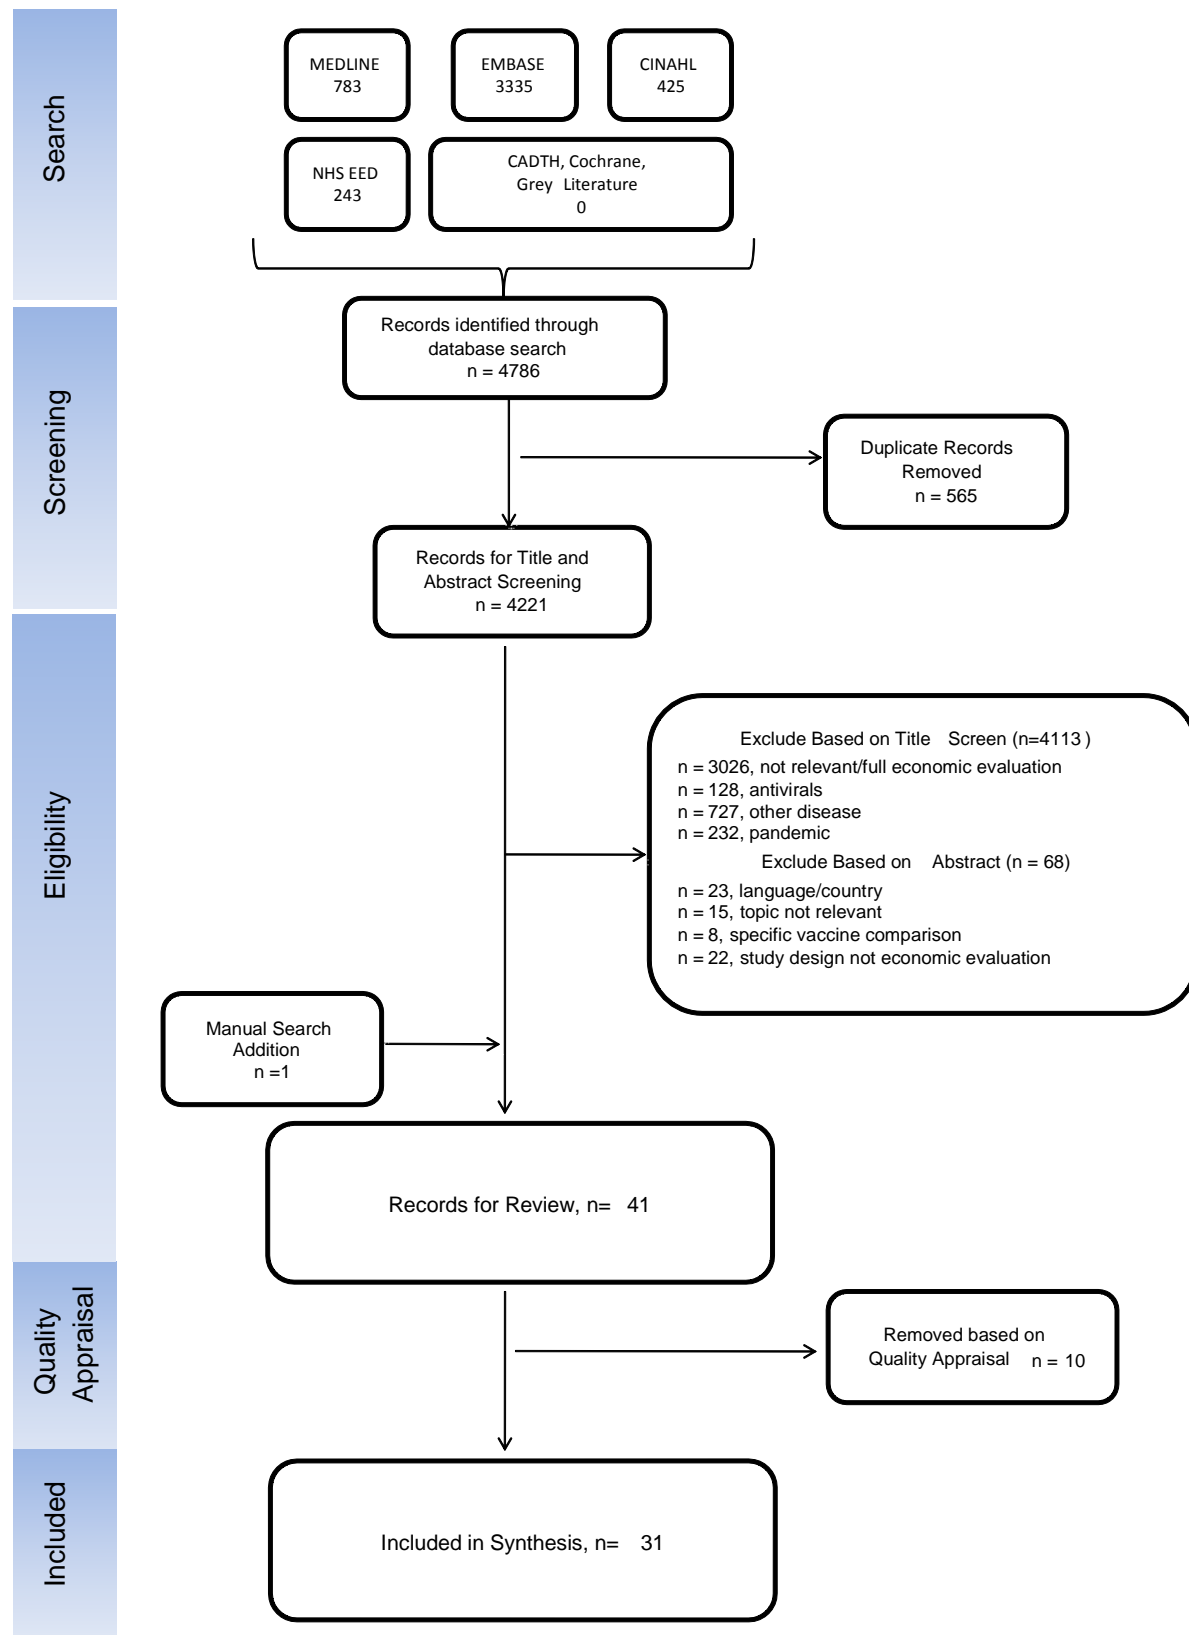 Search
MEDLINE
783
EMBASE
3335
CINAHL
425
NHS EED
243
CADTH, Cochrane,
Grey Literature
0
Screening
Records identified through
database search
n = 4786
Duplicate Records
Removed
n = 565
Records for Title and
Abstract Screening
n = 4221
Eligibility
Exclude Based on Title Screen (n=4113 )
n = 3026, not relevant/full economic evaluation
n = 128, antivirals
n = 727, other disease
n = 232, pandemic
Exclude Based on Abstract (n = 68)
n = 23, language/country
n = 15, topic not relevant
n = 8, specific vaccine comparison
n = 22, study design not economic evaluation
Manual Search
Addition
n =1
Records for Review, n= 41
Quality
Appraisal
Removed based on
Quality Appraisal n = 10
Included
Included in Synthesis, n= 31